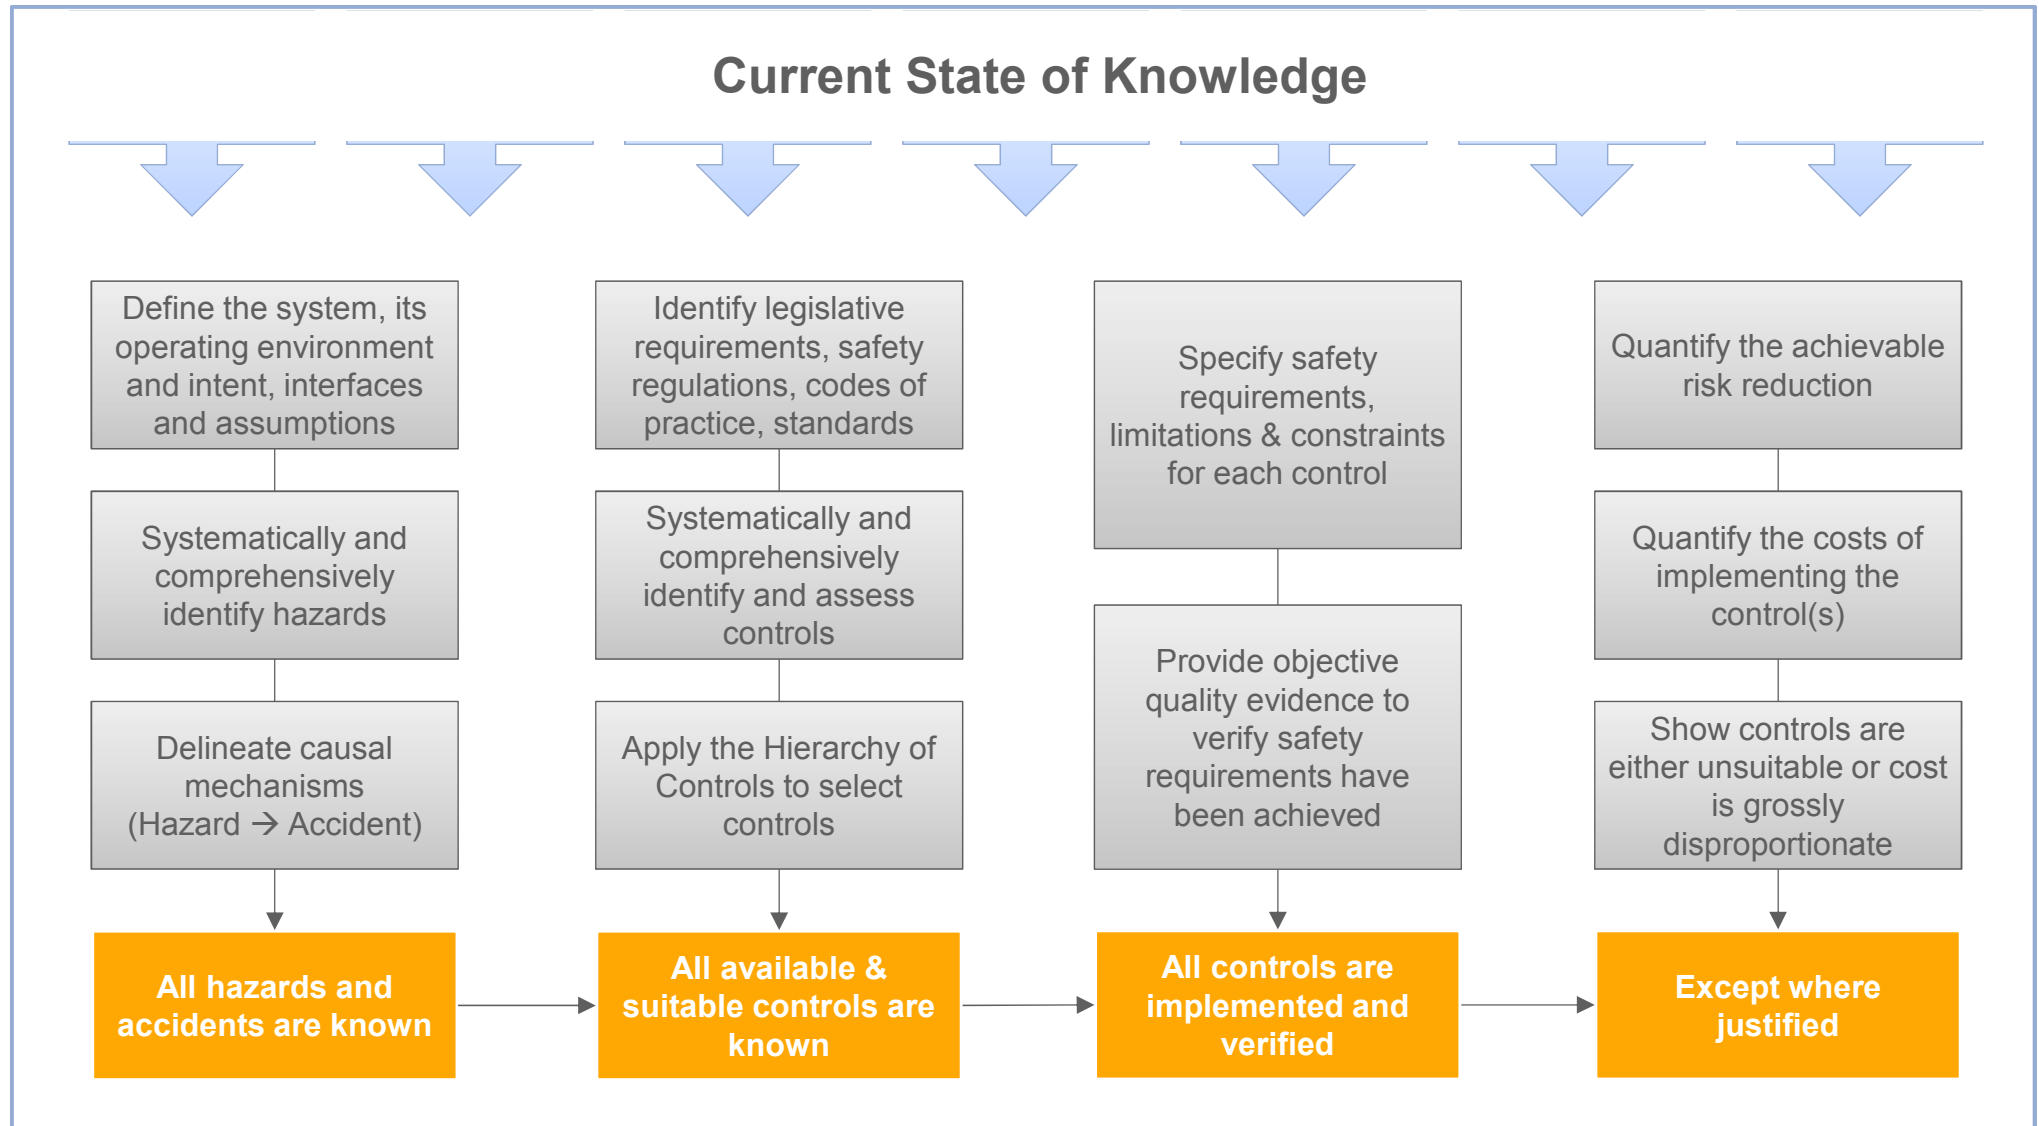 Current State of Knowledge
Define the system, its
operating environment
and intent, interfaces
and assumptions
Systematically and
comprehensively
identify hazards
Delineate causal
mechanisms
(Hazard → Accident)
All hazards and
accidents are known
Identify legislative
requirements, safety
regulations, codes of
practice, standards
Systematically and
comprehensively
identify and assess
controls
Apply the Hierarchy of
Controls to select
controls
All available &
suitable controls are
known
Specify safety
requirements,
limitations & constraints
for each control
Provide objective
quality evidence to
verify safety
requirements have
been achieved
All controls are
implemented and
verified
Quantify the achievable
risk reduction
Quantify the costs of
implementing the
control(s)
Show controls are
either unsuitable or cost
is grossly
disproportionate
Except where
justified